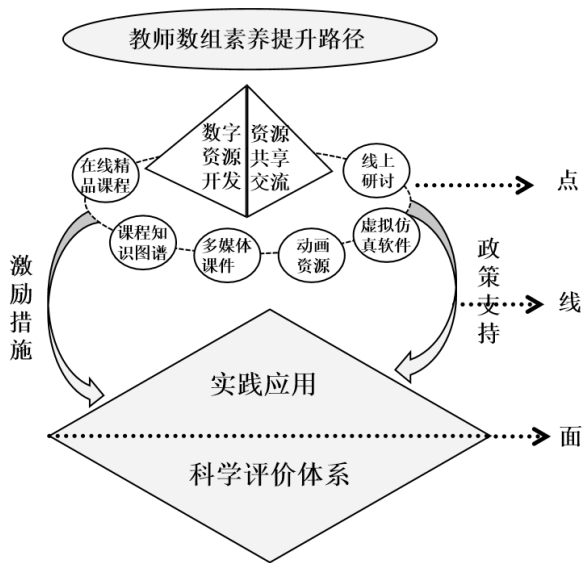 教师数组素养提升路径
数字
资源
开发
资源
共享
交流
在线精
品课程
线上
研讨
点
课程知
识图谱
多媒体
课件
动画
资源
虚拟仿
真软件
激励措施
政策支持
线
实践应用
面
科学评价体系